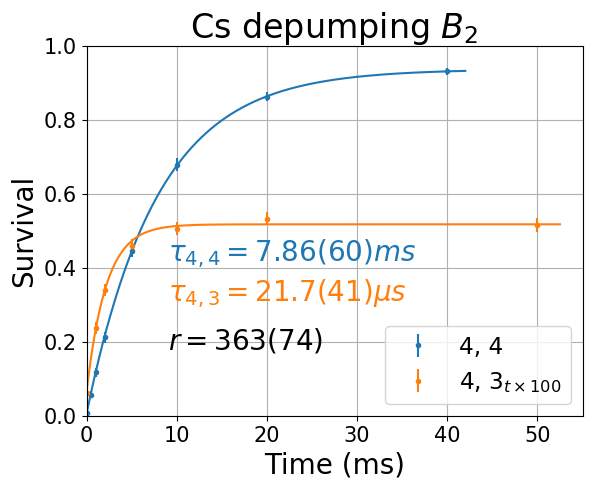 Cs depumping B₂
Survival
1.0
0.8
0.6
0.4
0.2
0.0
τ₄,₄ = 7.86(60)ms
τ₄,₃ = 21.7(41)μs
r = 363(74)
4, 4
4, 3ₜ×₁₀₀
0 10 20 30 40 50
Time (ms)